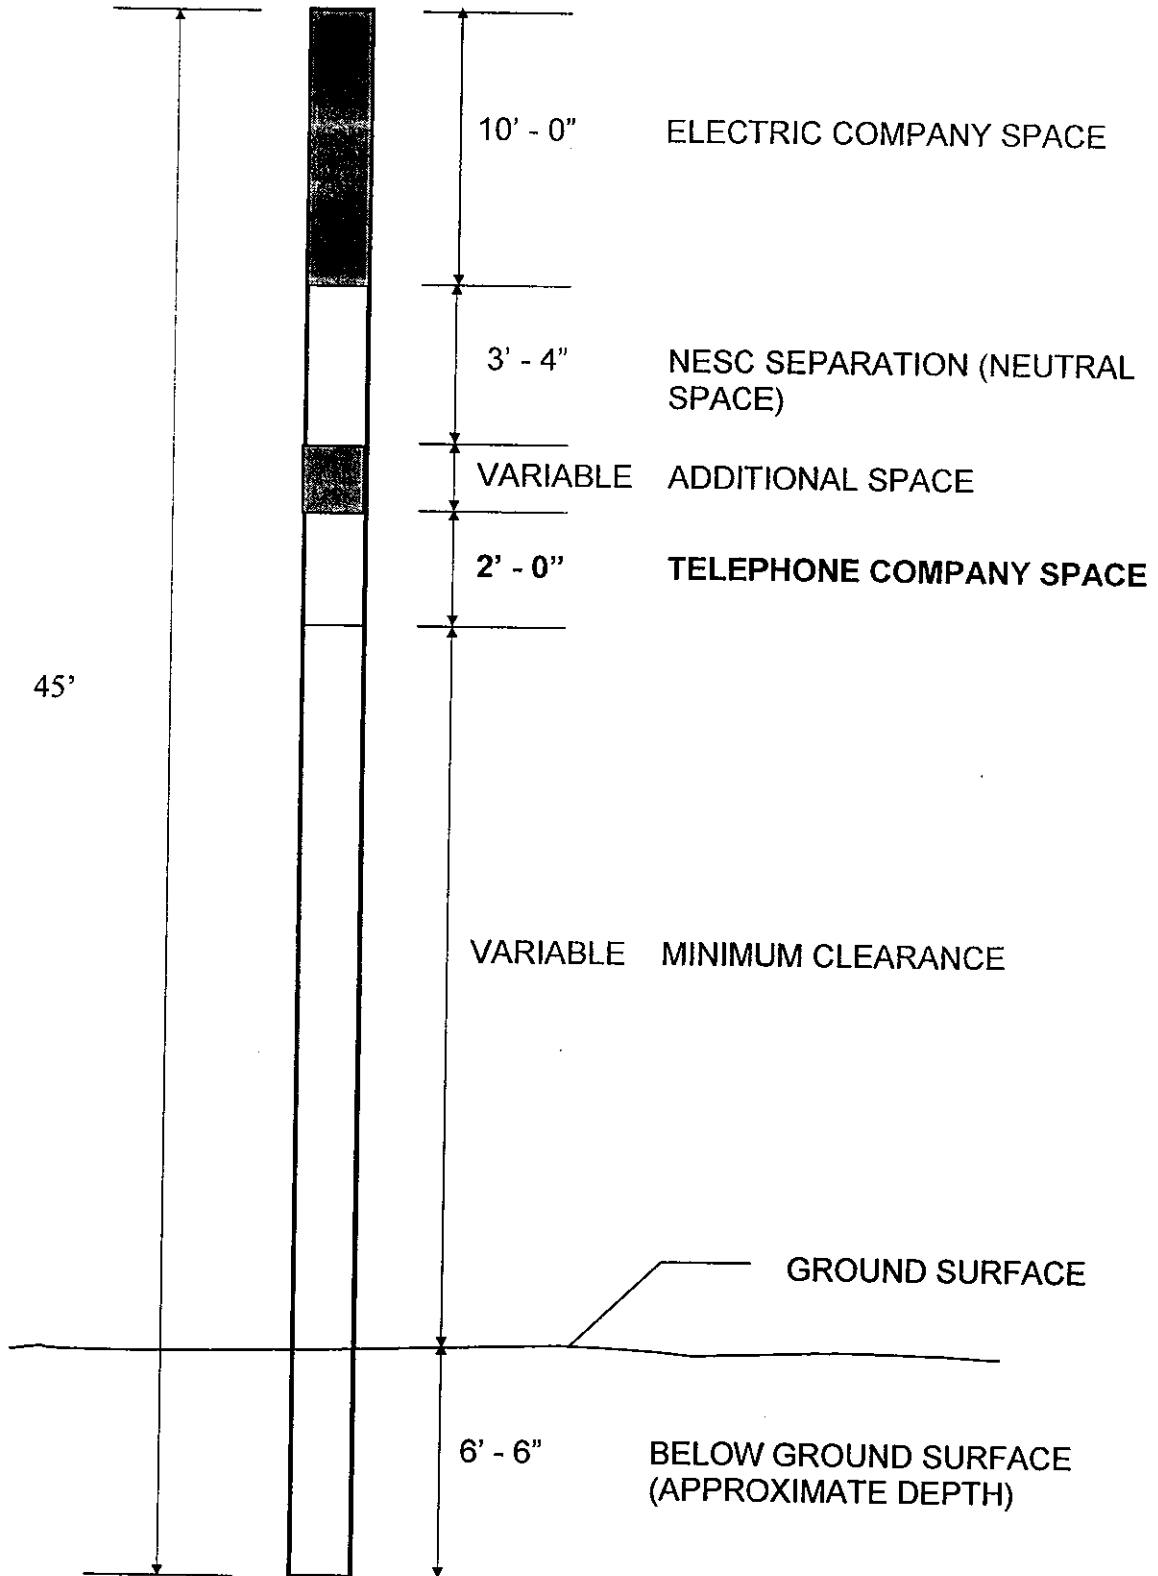 10' - 0" ELECTRIC COMPANY SPACE
3' - 4" NESC SEPARATION (NEUTRAL
SPACE)
VARIABLE ADDITIONAL SPACE
2' - 0" TELEPHONE COMPANY SPACE
45'
VARIABLE MINIMUM CLEARANCE
GROUND SURFACE
6' - 6" BELOW GROUND SURFACE
(APPROXIMATE DEPTH)